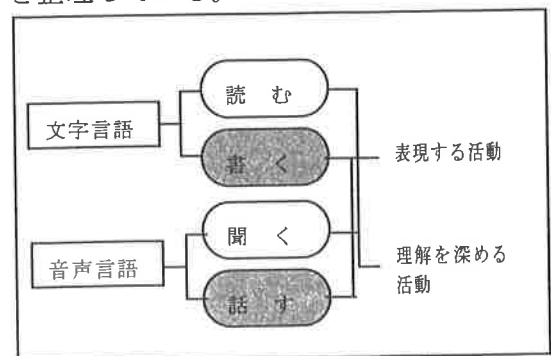 読む
文字言語
書く
表現する活動
聞く
理解を深める
活動
音声言語
話す